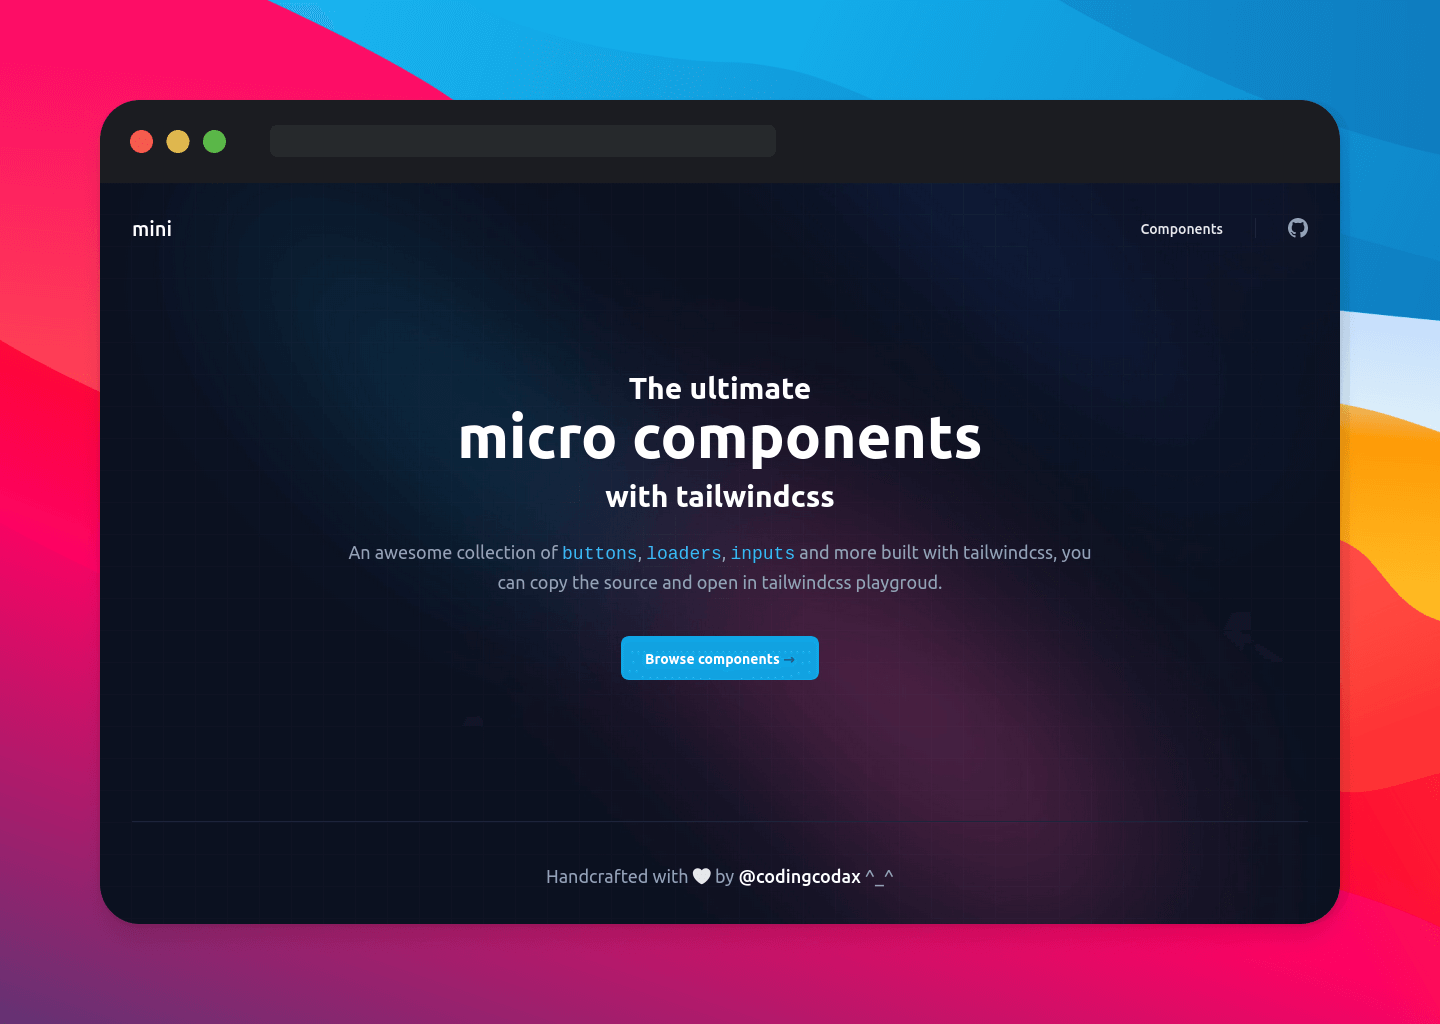 mini
Components
The ultimate
micro components
with tailwindcss
An awesome collection of buttons, loaders, inputs and more built with tailwindcss, you
can copy the source and open in tailwindcss playgroud.
Browse components →
Handcrafted with 🤍 by @codingcodax ^_^